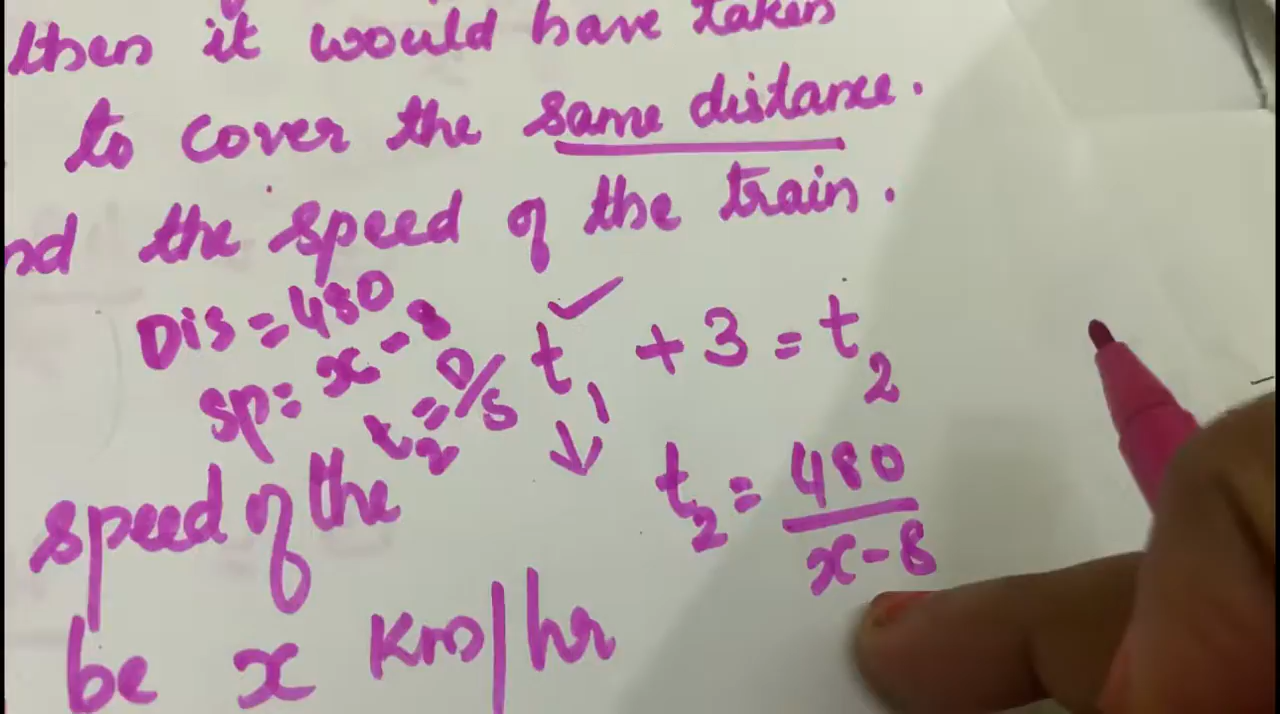 then it would have taken
to cover the same distance.
nd the speed of the train.
Dis = 480
sp = x - 8
t2 = D/S
t1 + 3 = t2
t2 = 480/x-8
speed of the
be x km/hr